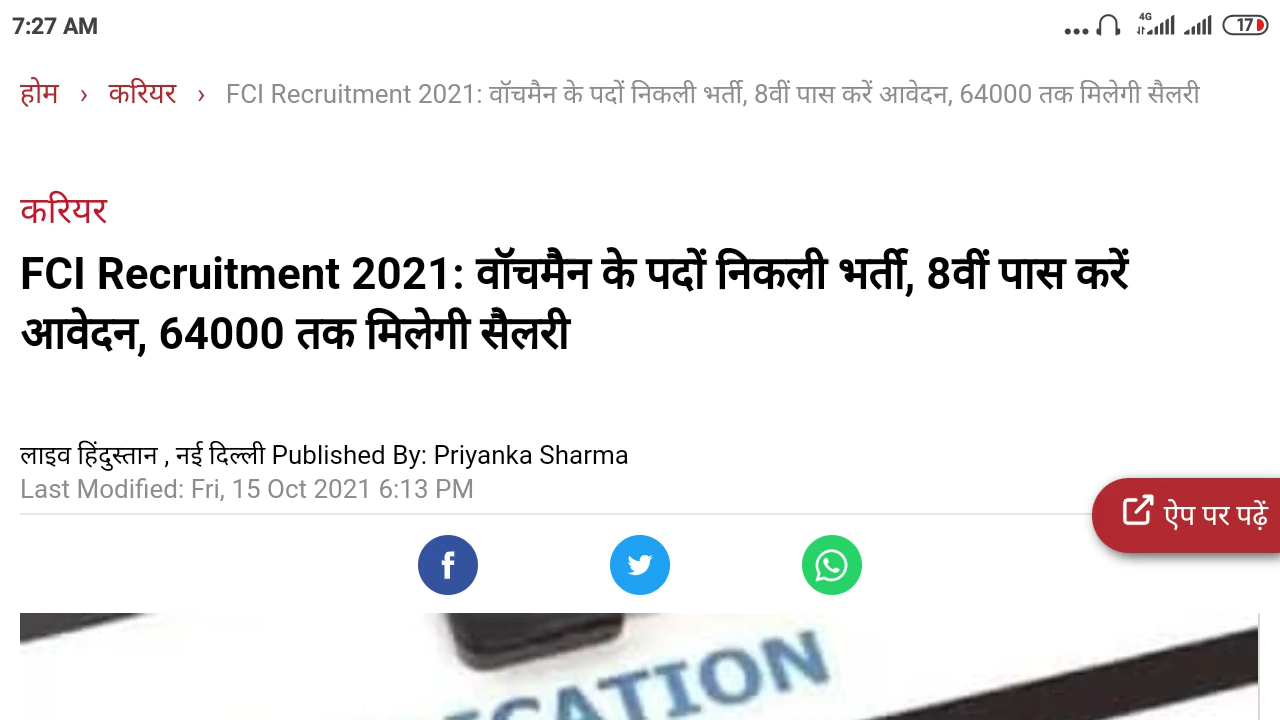 7:27 AM
4G
17
होम › करियर › FCI Recruitment 2021: वॉचमैन के पदों निकली भर्ती, 8वीं पास करें आवेदन, 64000 तक मिलेगी सैलरी
करियर
FCI Recruitment 2021: वॉचमैन के पदों निकली भर्ती, 8वीं पास करें
आवेदन, 64000 तक मिलेगी सैलरी
लाइव हिंदुस्तान , नई दिल्ली Published By: Priyanka Sharma
Last Modified: Fri, 15 Oct 2021 6:13 PM
ऐप पर पढ़ें